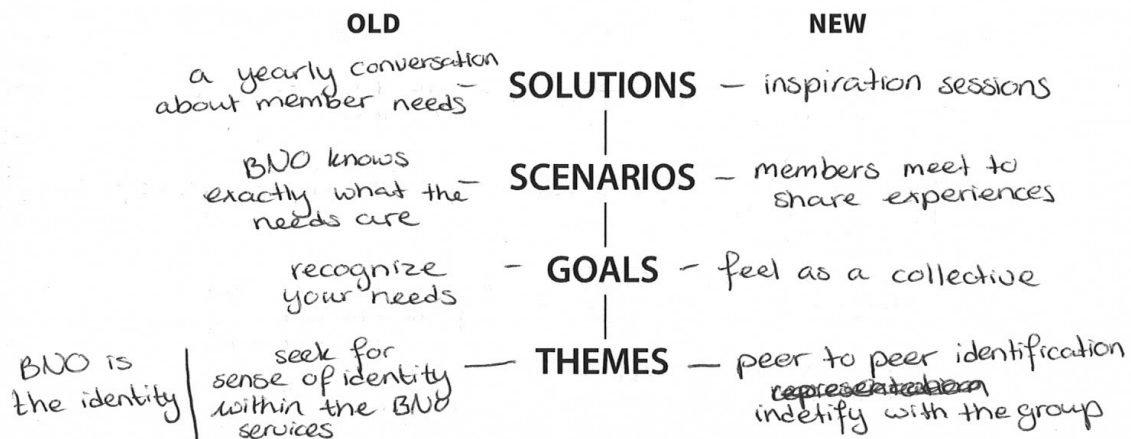 OLD
NEW
a yearly conversation
about member needs
SOLUTIONS
inspiration sessions
BNO knows
exactly what the
needs are
SCENARIOS
members meet to
share experiences
recognize
your needs
GOALS
feel as a collective
BNO is
the identity
seek for
sense of identity
within the BNO
services
THEMES
peer to peer identification
representation
indetify with the group